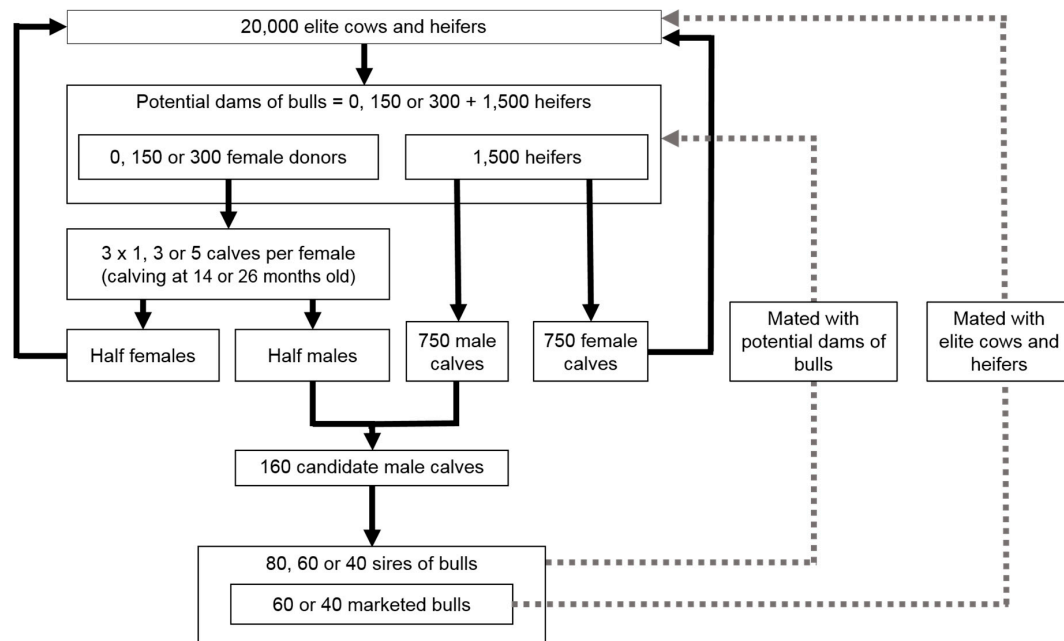 20,000 elite cows and heifers
Potential dams of bulls = 0, 150 or 300 + 1,500 heifers
0, 150 or 300 female donors
1,500 heifers
3 x 1, 3 or 5 calves per female
(calving at 14 or 26 months old)
Half females
Half males
750 male
calves
750 female
calves
Mated with
potential dams of
bulls
Mated with
elite cows and
heifers
160 candidate male calves
80, 60 or 40 sires of bulls
60 or 40 marketed bulls